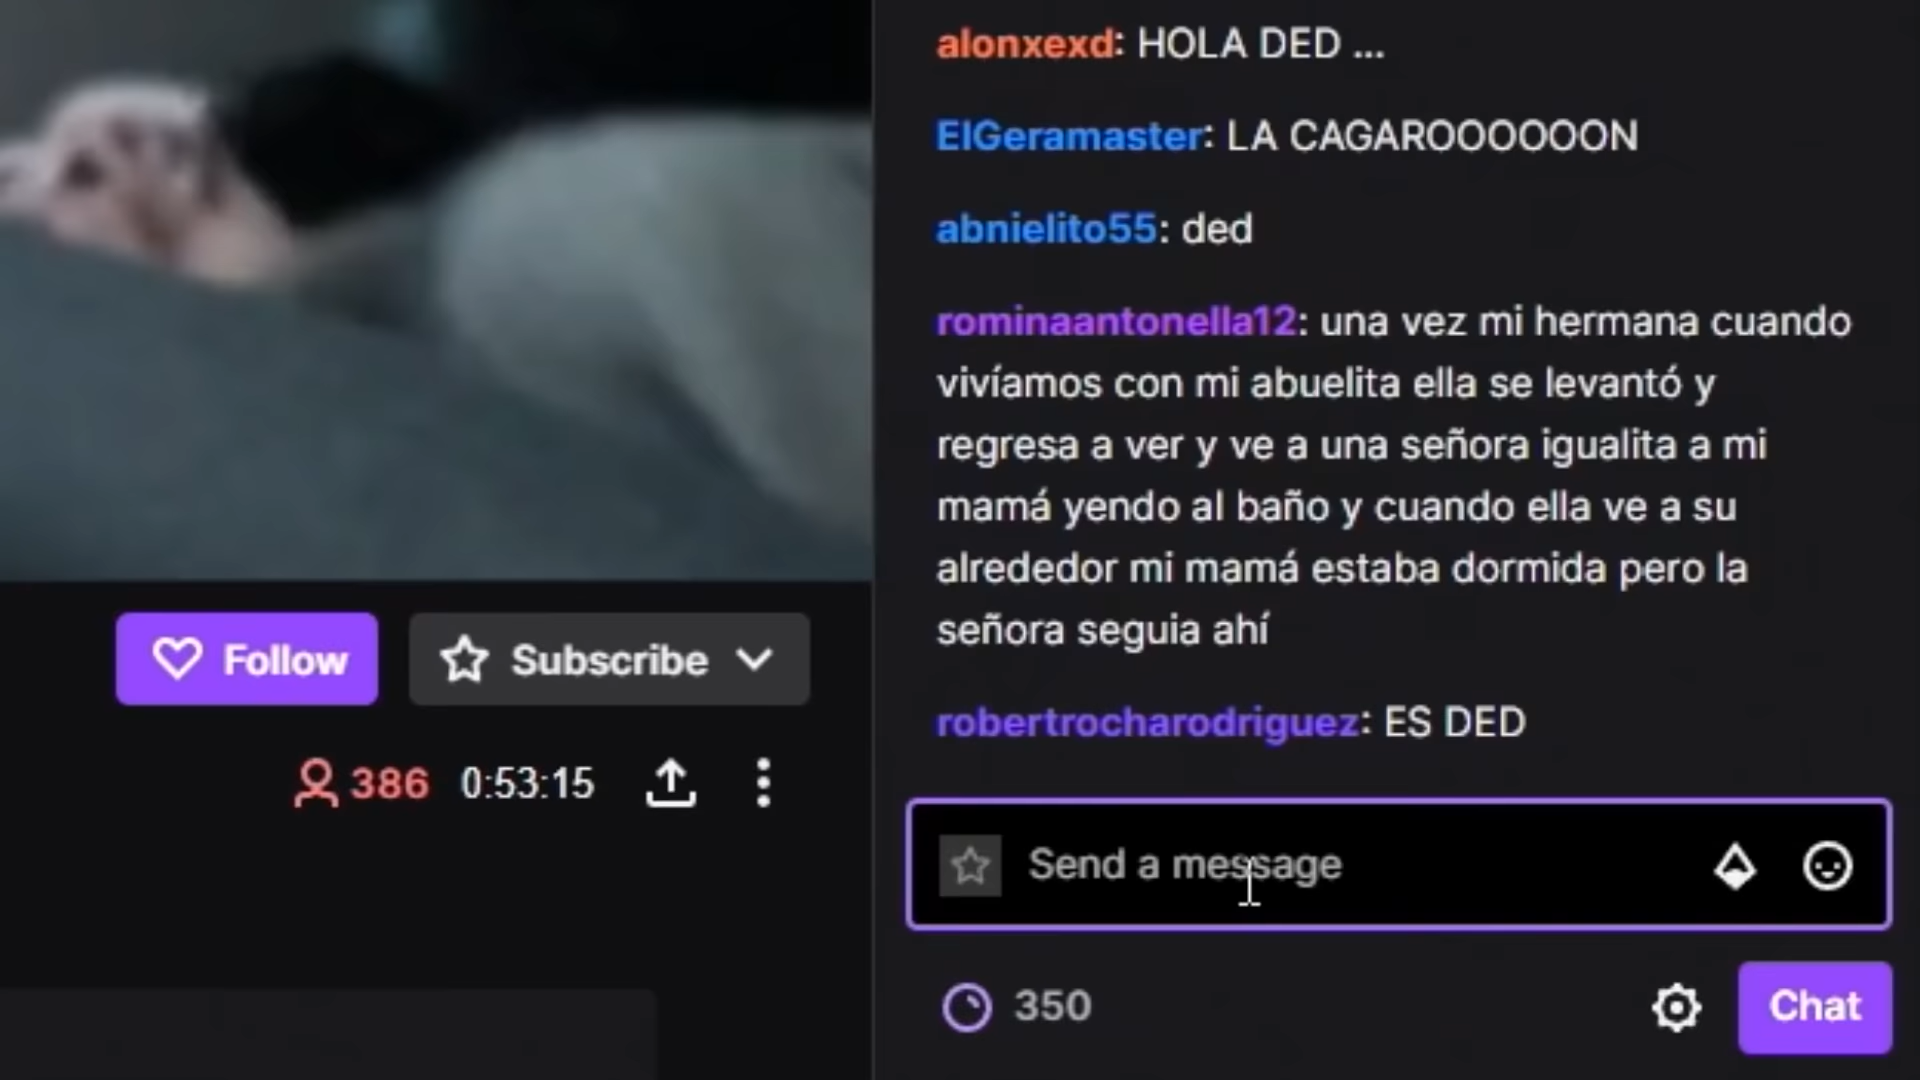 alonxexd: HOLA DED ...
ElGeramaster: LA CAGAROOOOOON
abnielito55: ded
rominaantonella12: una vez mi hermana cuando
vivíamos con mi abuelita ella se levantó y
regresa a ver y ve a una señora igualita a mi
mamá yendo al baño y cuando ella ve a su
alrededor mi mamá estaba dormida pero la
señora seguia ahí
robertrocharodriguez: ES DED
Follow
Subscribe
386 0:53:15
Send a message
350
Chat